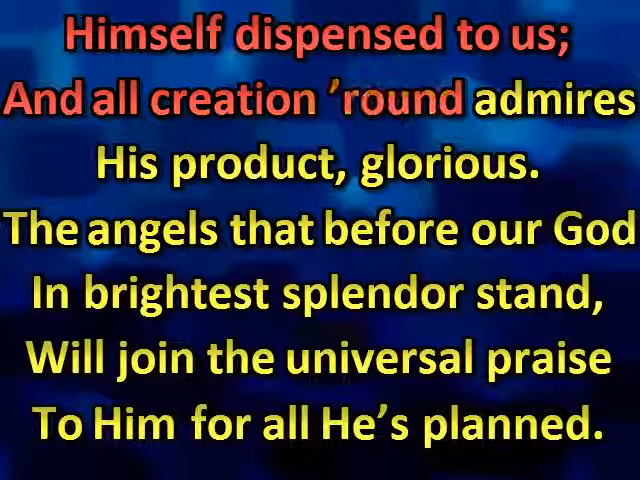 Himself dispensed to us;
And all creation ’round admires
His product, glorious.
The angels that before our God
In brightest splendor stand,
Will join the universal praise
To Him for all He’s planned.